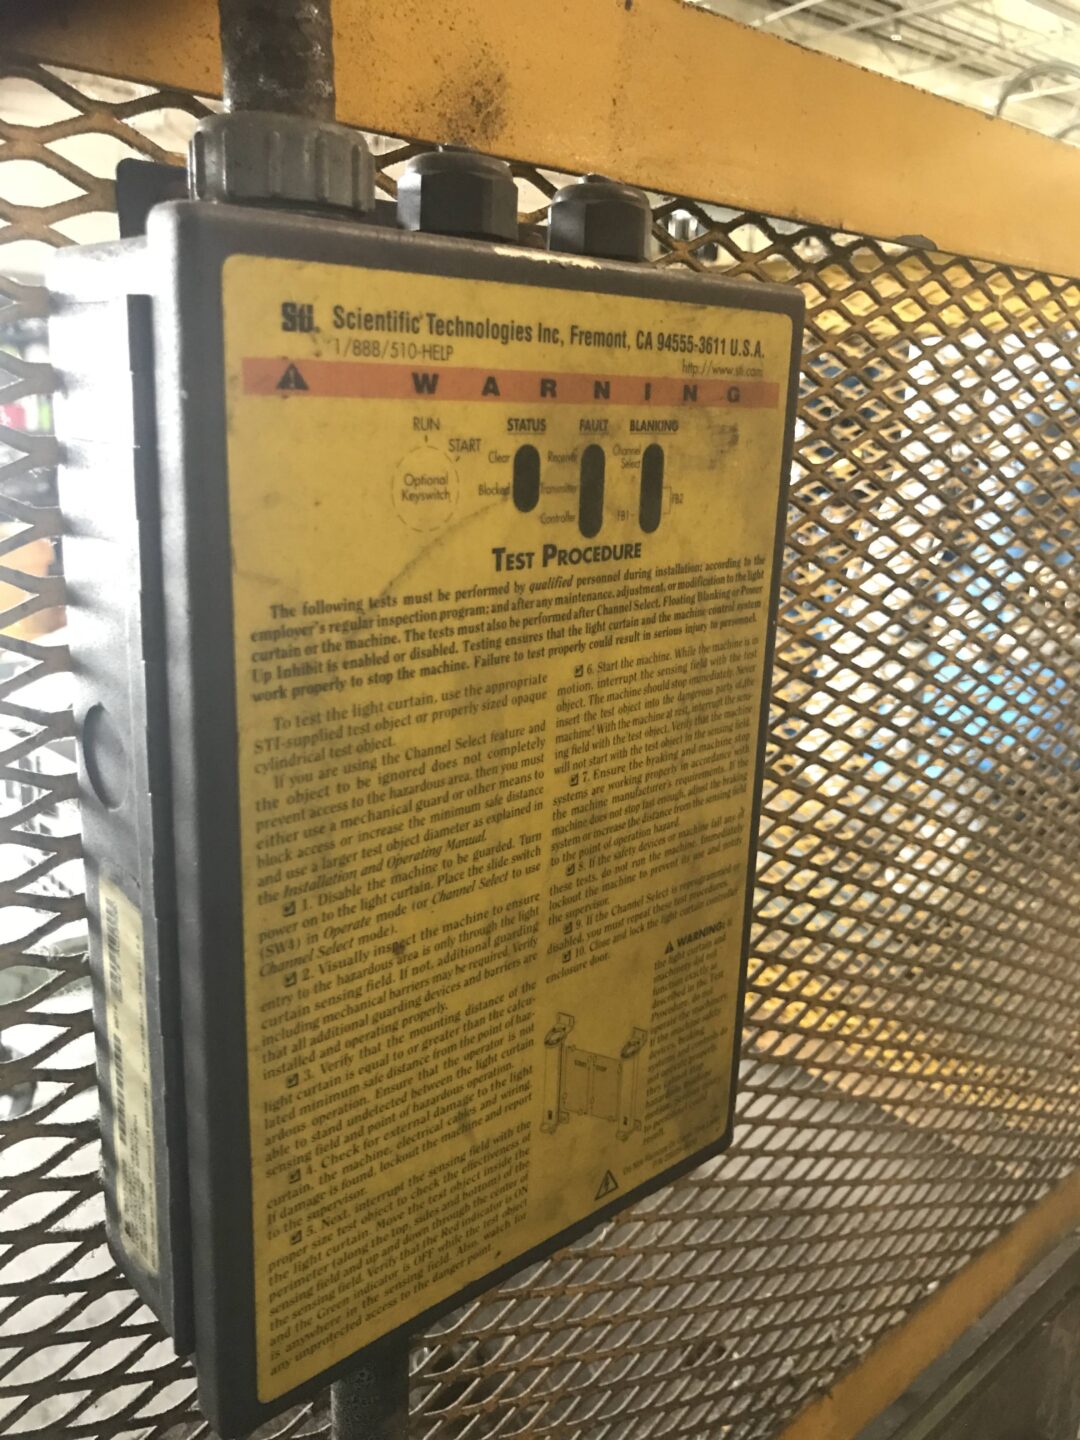 STI. Scientific Technologies Inc, Fremont, CA 94555-3611 U.S.A.
1/888/510-HELP
http://www.sti.com
WARNING
RUN
START
Optional
Keyswitch
STATUS
Clear
Blocked
FAULT
Receiver
Transmitter
Controller
BLANKING
Channel
Select
FB1
FB2
TEST PROCEDURE
The following tests must be performed by qualified personnel during installation; according to the
employer's regular inspection program; and after any maintenance, adjustment, or modification to the light
curtain or the machine. The tests must also be performed after Channel Select, Floating Blanking or Power
Up Inhibit is enabled or disabled. Testing ensures that the light curtain and the machine control system
work properly to stop the machine. Failure to test properly could result in serious injury to personnel.
To test the light curtain, use the appropriate
STI-supplied test object or properly sized opaque
cylindrical test object.
If you are using the Channel Select feature and
the object to be ignored does not completely
prevent access to the hazardous area, then you must
either use a mechanical guard or other means to
block access or increase the minimum safe distance
and use a larger test object diameter as explained in
the Installation and Operating Manual.
1. Disable the machine to be guarded. Turn
power on to the light curtain. Place the slide switch
(SW4) in Operate mode (or Channel Select to use
Channel Select mode).
2. Visually inspect the machine to ensure
entry to the hazardous area is only through the light
curtain sensing field. If not, additional guarding
including mechanical barriers may be required. Verify
that all additional guarding devices and barriers are
installed and operating properly.
3. Verify that the mounting distance of the
light curtain is equal to or greater than the calcu-
lated minimum safe distance from the point of haz-
ardous operation. Ensure that the operator is not
able to stand undetected between the light curtain
sensing field and point of hazardous operation.
4. Check for external damage to the light
curtain, the machine, electrical cables and wiring.
If damage is found, lockout the machine and report
to the supervisor.
5. Next, interrupt the sensing field with the
proper size test object to check the effectiveness of
the light curtain. Move the test object inside the
perimeter (along the top, sides and bottom) of the
sensing field and up and down through the center of
the sensing field. Verify that the Red indicator is ON
and the Green indicator is OFF while the test object
is anywhere in the sensing field. Also, watch for
any unprotected access to the danger point.
6. Start the machine. While the machine is in
motion, interrupt the sensing field with the test
object. The machine should stop immediately. Never
insert the test object into the dangerous parts of the
machine! With the machine at rest, interrupt the sens-
ing field with the test object. Verify that the machine
will not start with the test object in the sensing field.
7. Ensure the braking and machine stop
systems are working properly in accordance with
the machine manufacturer's requirements. If the
machine does not stop fast enough, adjust the braking
system or increase the distance from the sensing field
to the point of operation hazard.
8. If the safety devices or machine fail any of
these tests, do not run the machine. Immediately
lockout the machine to prevent its use and notify
the supervisor.
9. If the Channel Select is reprogrammed or
disabled, you must repeat these test procedures.
10. Close and lock the light curtain controller
enclosure door.
WARNING: If
the light curtain and
machinery did not
function exactly as
described in the Test
Procedure, do not
operate the machinery.
If the machine safety